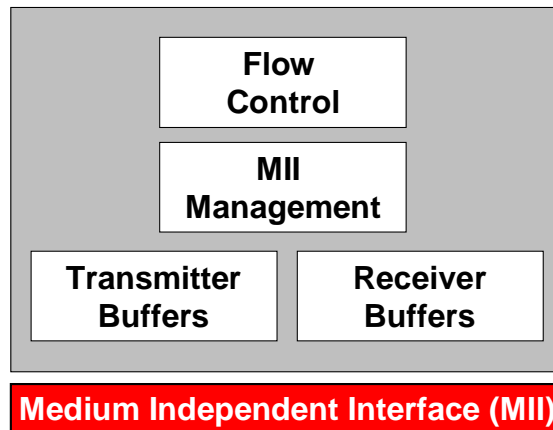 Flow
Control
MII
Management
Transmitter
Buffers
Receiver
Buffers
Medium Independent Interface (MII)